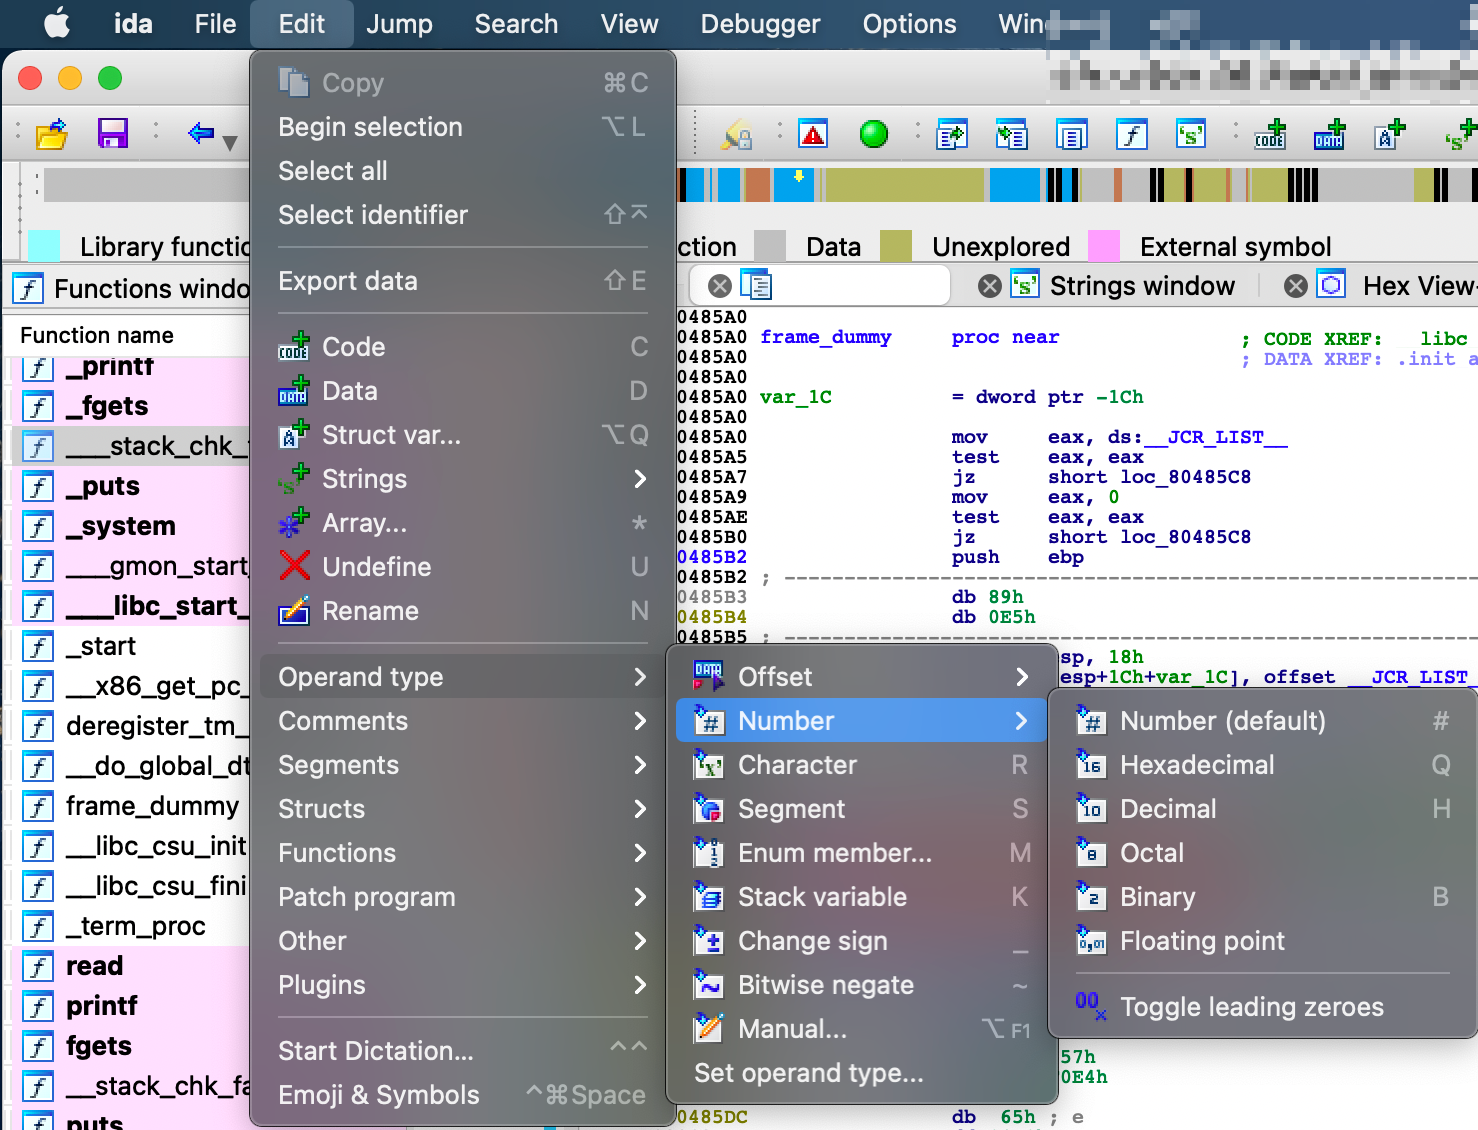 ida File Edit Jump Search View Debugger Options Win
Copy ⌘C
Begin selection ⌥L
Select all
Select identifier ⇧⌅
Export data ⇧E
Code C
Data D
Struct var... ⌥Q
Strings
Array... *
Undefine U
Rename N
Operand type
Comments
Segments
Structs
Functions
Patch program
Other
Plugins
Start Dictation... ^^
Emoji & Symbols ^⌘Space
Offset
Number
Character R
Segment S
Enum member... M
Stack variable K
Change sign _
Bitwise negate ~
Manual... ⌥F1
Set operand type...
Number (default) #
Hexadecimal Q
Decimal H
Octal
Binary B
Floating point
Toggle leading zeroes
Library functio
ction Data Unexplored External symbol
Functions windo
Strings window Hex View-
Function name
_printf
_fgets
___stack_chk_
_puts
_system
___gmon_start_
____libc_start_
_start
__x86_get_pc_
deregister_tm_
__do_global_dt
frame_dummy
__libc_csu_init
__libc_csu_fini
_term_proc
read
printf
fgets
__stack_chk_fa
puts
0485A0
0485A0 frame_dummy proc near ; CODE XREF: libc
0485A0 ; DATA XREF: .init a
0485A0
0485A0 var_1C = dword ptr -1Ch
0485A0
0485A0 mov eax, ds:__JCR_LIST__
0485A5 test eax, eax
0485A7 jz short loc_80485C8
0485A9 mov eax, 0
0485AE test eax, eax
0485B0 jz short loc_80485C8
0485B2 push ebp
0485B2 ; ---------------------------------------------------------
0485B3 db 89h
0485B4 db 0E5h
0485B5 ; ---------------------------------------------------------
sp, 18h
esp+1Ch+var_1C], offset __JCR_LIST_
57h
0E4h
0485DC db 65h ; e